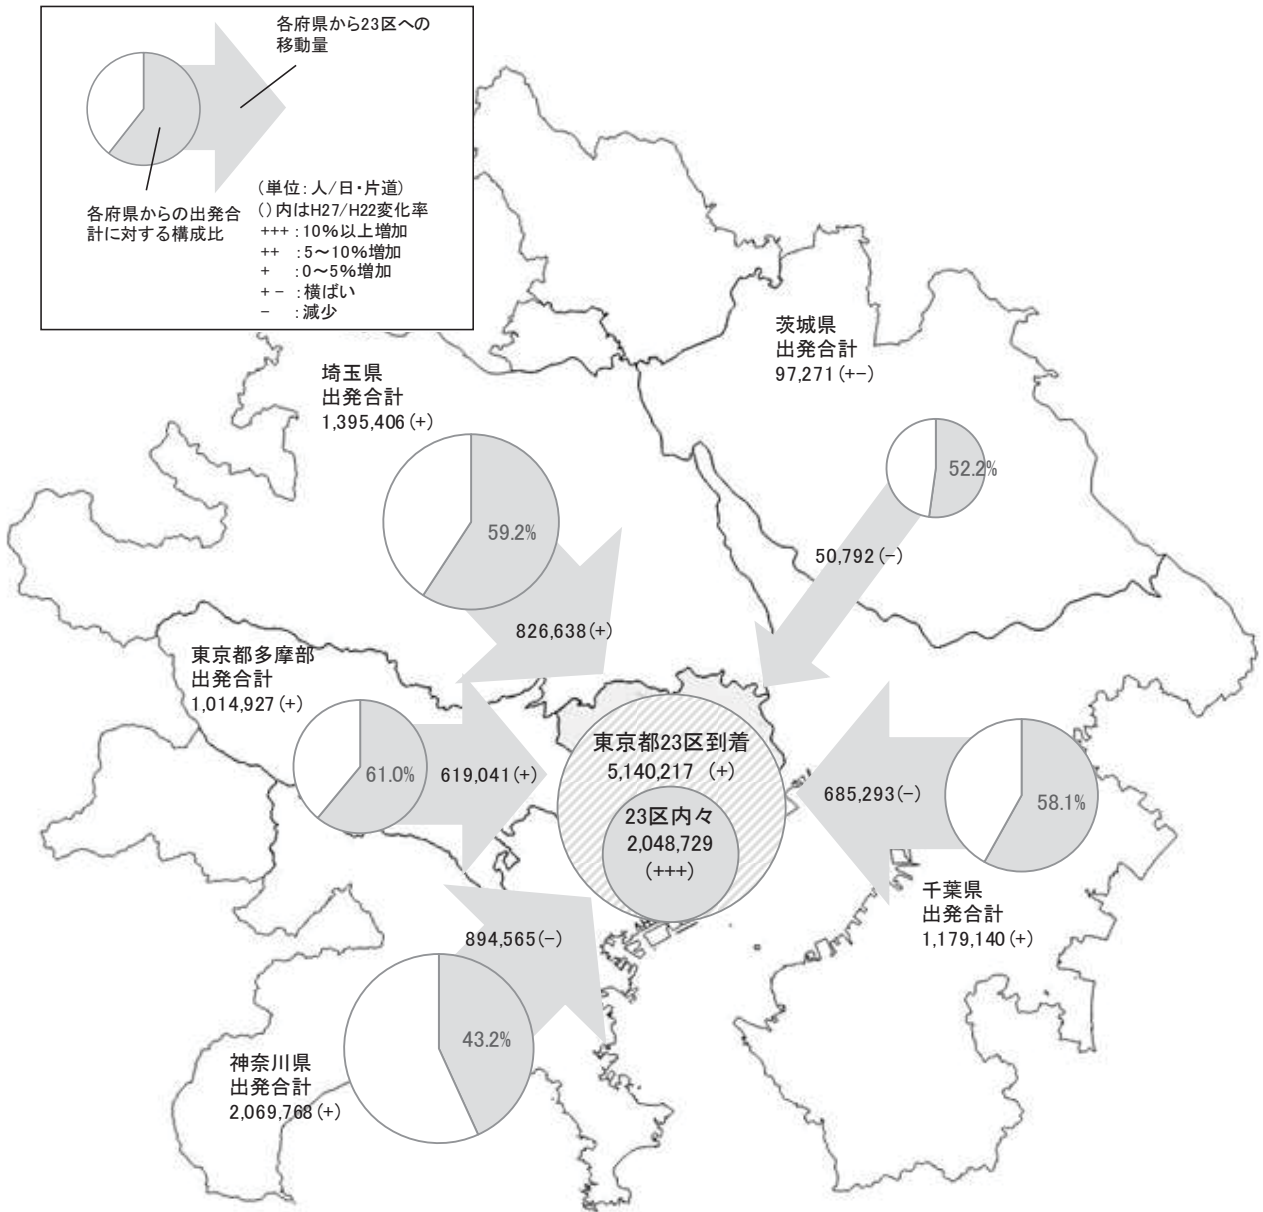 各府県から23区への
移動量
各府県からの出発合
計に対する構成比
(単位：人/日・片道)
()内はH27/H22変化率
+++：10%以上増加
++ ：5～10%増加
+ ：0～5%増加
+- ：横ばい
- ：減少
茨城県
出発合計
97,271(+-)
52.2%
50,792(-)
埼玉県
出発合計
1,395,406(+)
59.2%
826,638(+)
東京都多摩部
出発合計
1,014,927(+)
61.0%
619,041(+)
東京都23区到着
5,140,217 (+)
23区内々
2,048,729
(+++)
685,293(-)
58.1%
千葉県
出発合計
1,179,140(+)
894,565(-)
43.2%
神奈川県
出発合計
2,069,768(+)